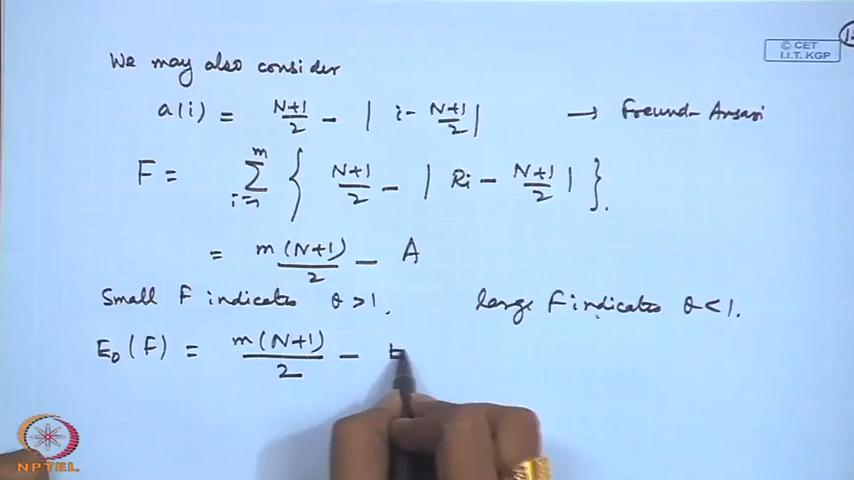 © CET
I.I.T. KGP
We may also consider
a(i) = N+1/2 - | i - N+1/2 | → Freund-Ansari
F = Σ_{i=1}^{m} { N+1/2 - | Ri - N+1/2 | }.
= m(N+1)/2 - A
Small F indicates θ > 1. large F indicates θ < 1.
E₀(F) = m(N+1)/2 -
NPTEL